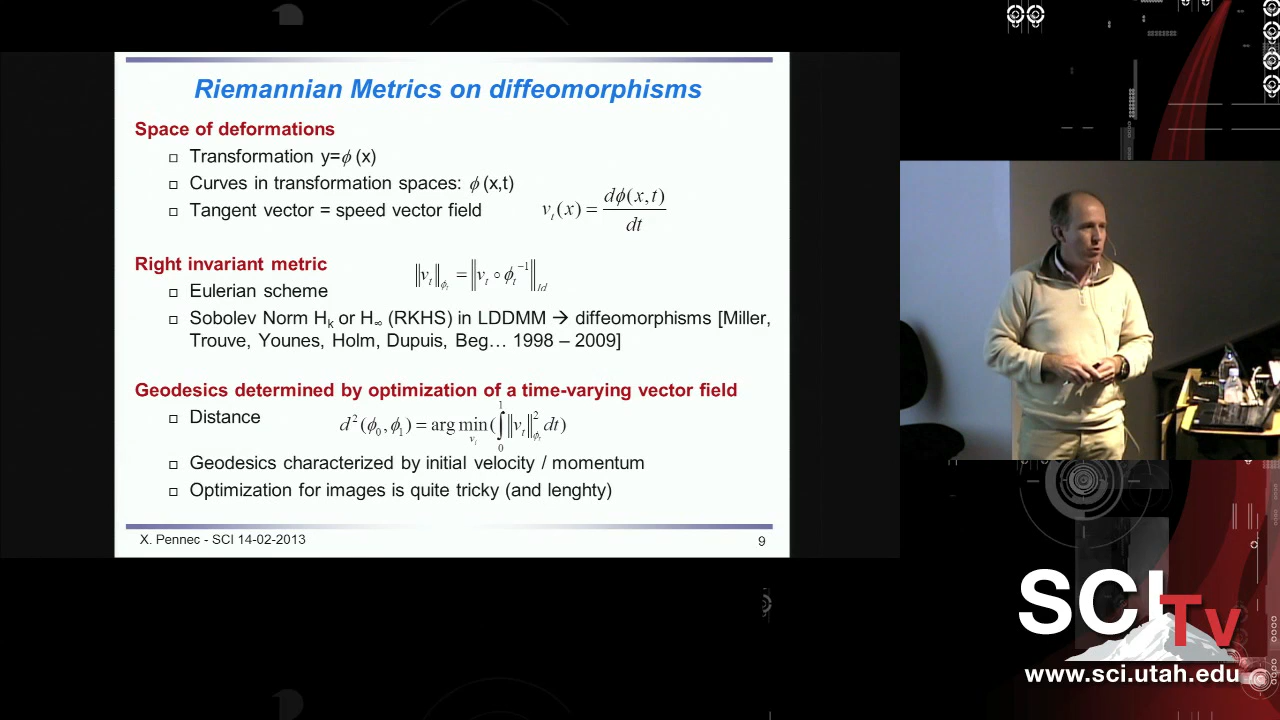 Riemannian Metrics on diffeomorphisms
Space of deformations
Transformation y=ϕ (x)
Curves in transformation spaces: ϕ (x,t)
Tangent vector = speed vector field
v_t(x) = dϕ(x,t)/dt
Right invariant metric
‖v_t‖_{ϕ_t} = ‖v_t ∘ ϕ_t^{-1}‖_{Id}
Eulerian scheme
Sobolev Norm H_k or H_∞ (RKHS) in LDDMM → diffeomorphisms [Miller,
Trouve, Younes, Holm, Dupuis, Beg… 1998 – 2009]
Geodesics determined by optimization of a time-varying vector field
Distance
d²(ϕ_0, ϕ_1) = arg min_{v_t} (∫_0^1 ‖v_t‖²_{ϕ_t} dt)
Geodesics characterized by initial velocity / momentum
Optimization for images is quite tricky (and lenghty)
X. Pennec - SCI 14-02-2013
9
SCI
TV
www.sci.utah.edu